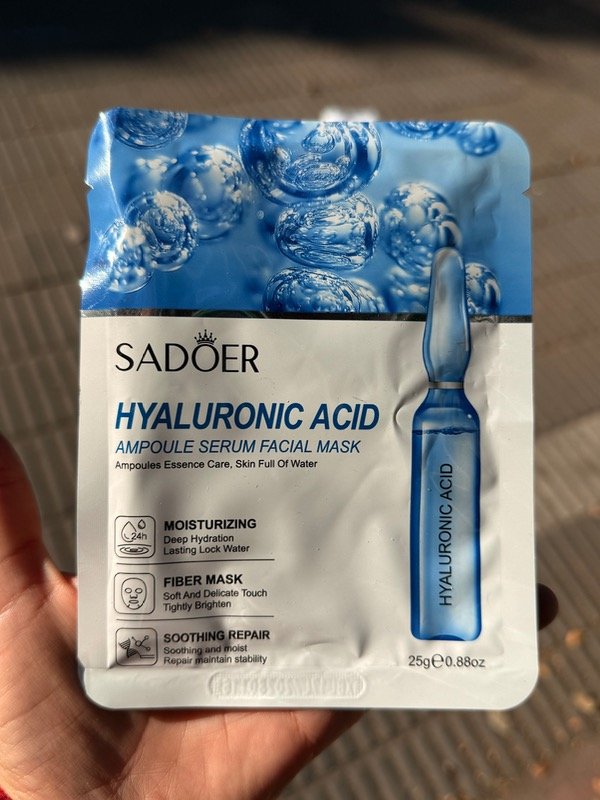 SADOER
HYALURONIC ACID
AMPOULE SERUM FACIAL MASK
Ampoules Essence Care, Skin Full Of Water
24h
MOISTURIZING
Deep Hydration
Lasting Lock Water
FIBER MASK
Soft And Delicate Touch
Tightly Brighten
SOOTHING REPAIR
Soothing and moist
Repair maintain stability
HYALURONIC ACID
25g℮0.88oz